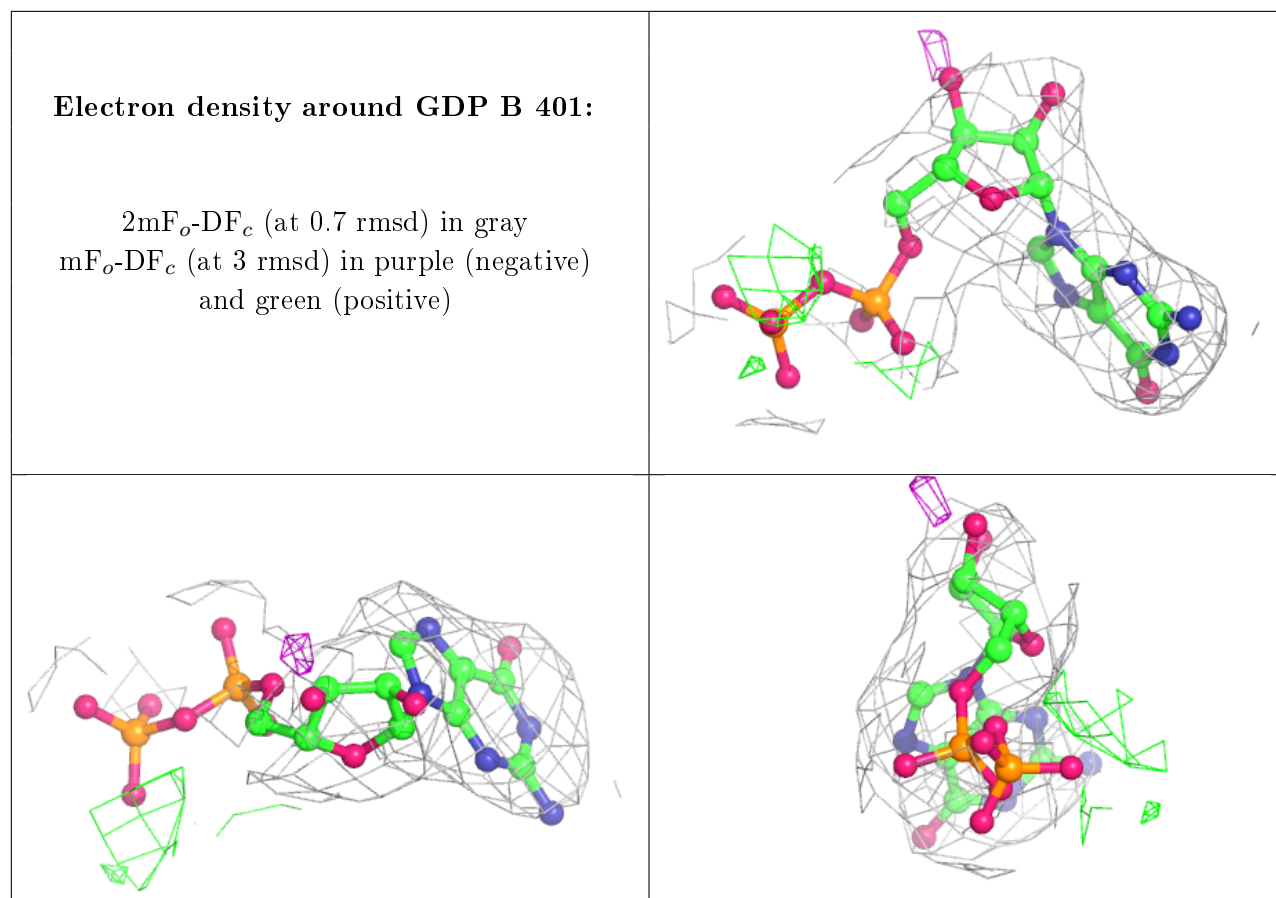 Electron density around GDP B 401:
2mFₒ-DF𝑐 (at 0.7 rmsd) in gray
mFₒ-DF𝑐 (at 3 rmsd) in purple (negative)
and green (positive)